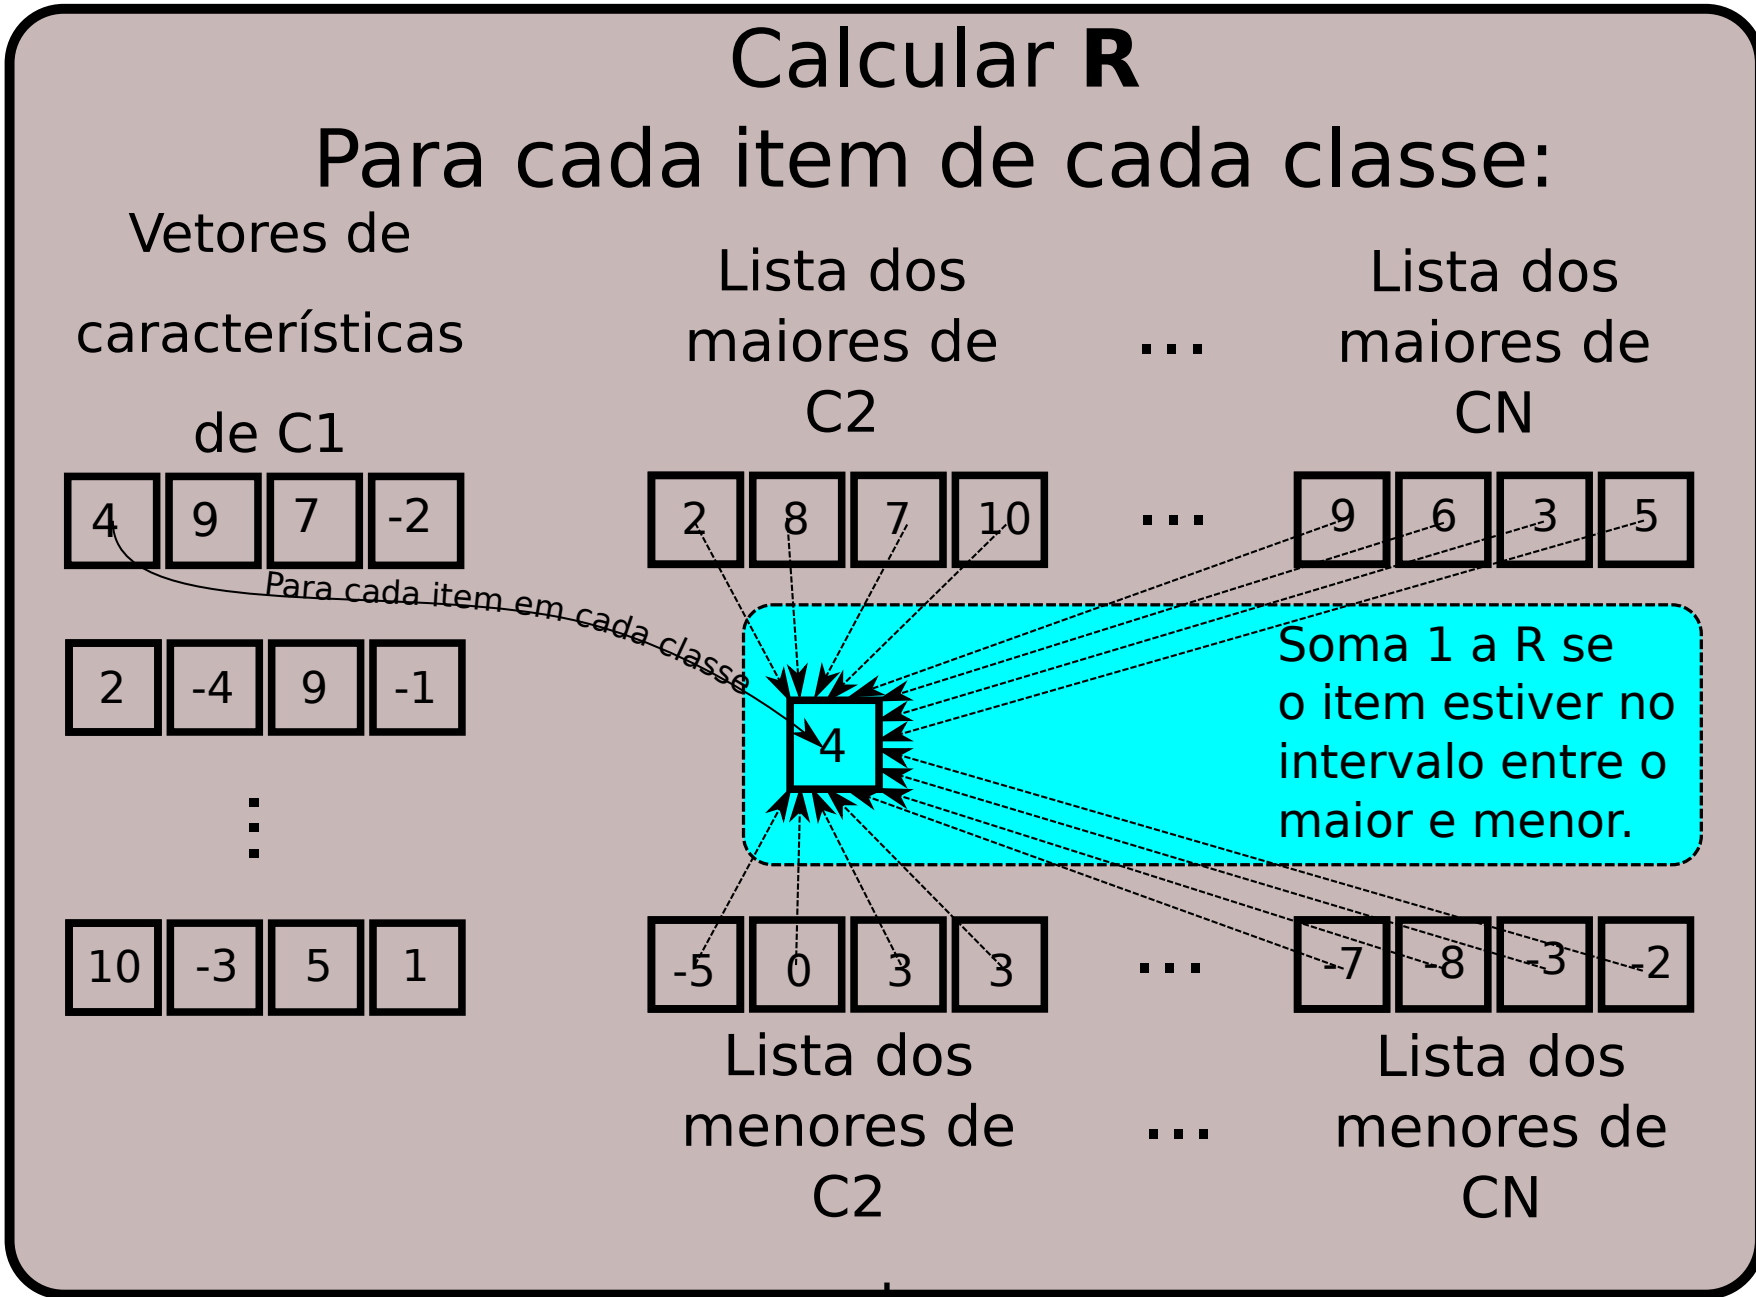 Calcular R
Para cada item de cada classe:
Vetores de
características
de C1
Lista dos
maiores de
C2
...
Lista dos
maiores de
CN
4 9 7 -2
2 8 7 10
...
9 6 3 5
Para cada item em cada classe
2 -4 9 -1
4
Soma 1 a R se
o item estiver no
intervalo entre o
maior e menor.
10 -3 5 1
-5 0 3 3
...
-7 -8 -3 -2
Lista dos
menores de
C2
...
Lista dos
menores de
CN